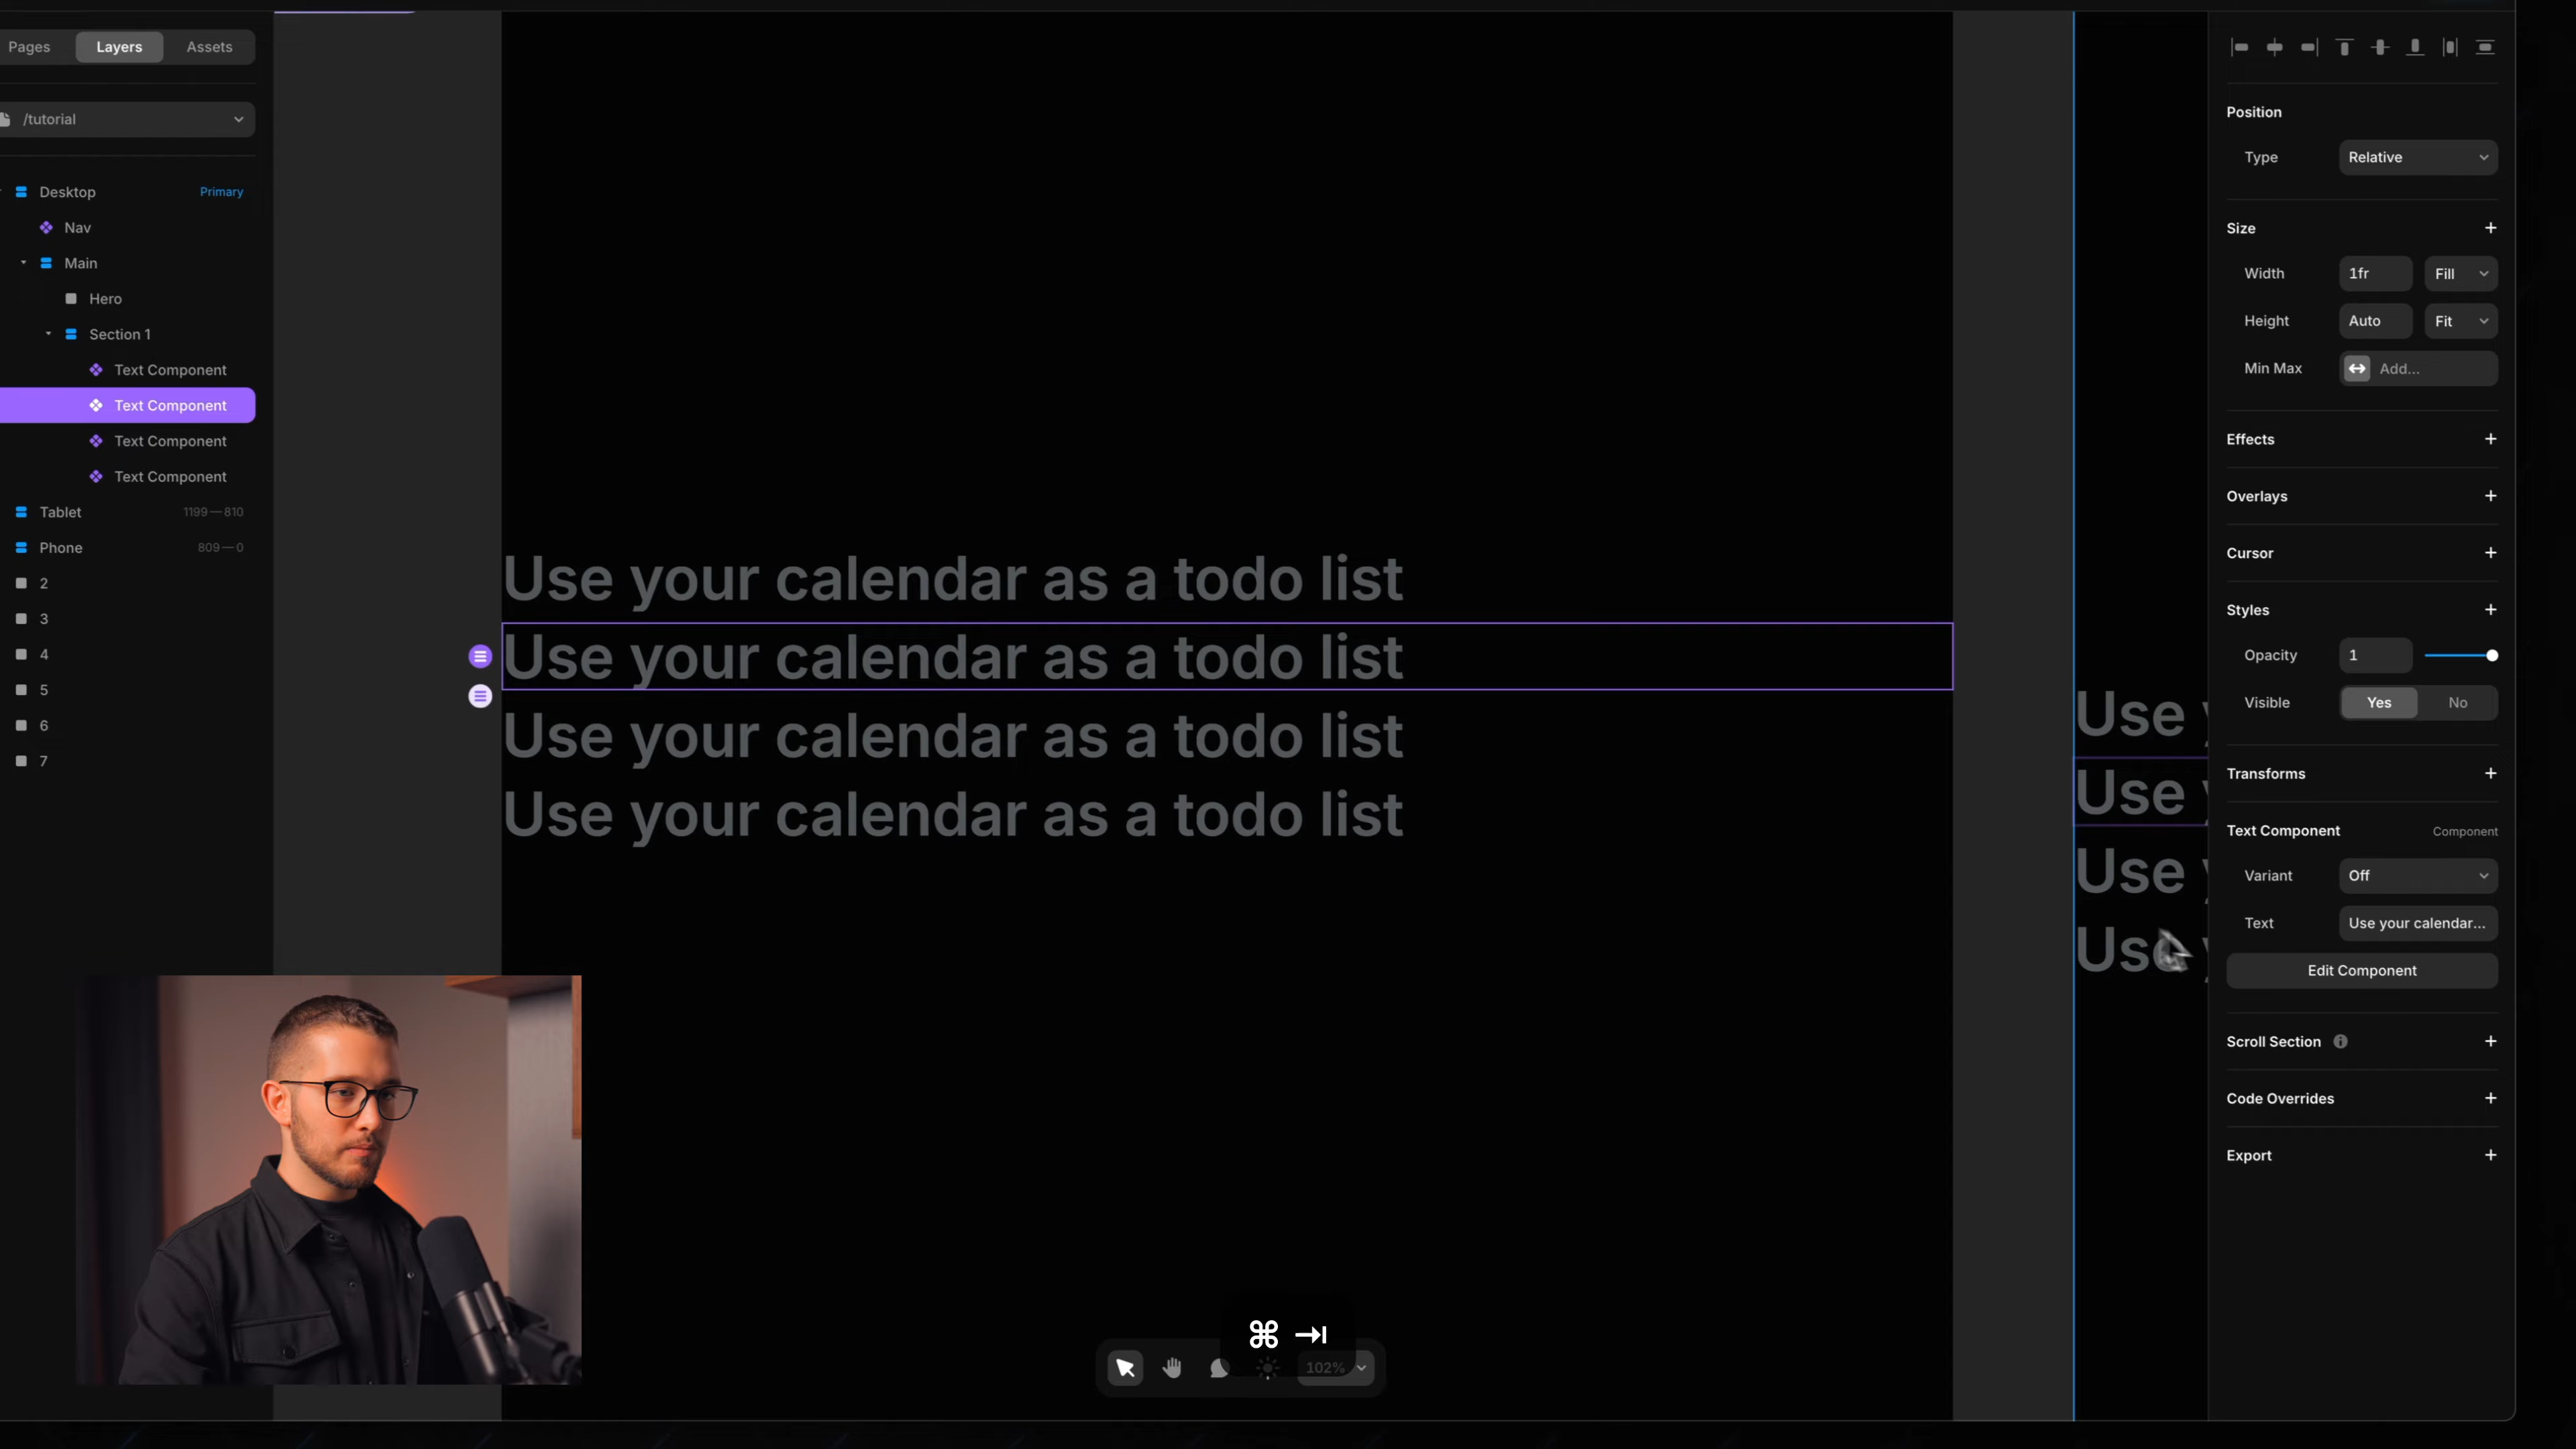 Pages Layers Assets
/tutorial
Desktop Primary
Nav
Main
Hero
Section 1
Text Component
Text Component
Text Component
Text Component
Tablet 1199—810
Phone 809—0
2
3
4
5
6
7
Use your calendar as a todo list
Use your calendar as a todo list
Use your calendar as a todo list
Use your calendar as a todo list
Use
Use
Use
Use
⌘ ⇥
102%
Position
Type Relative
Size
Width 1fr Fill
Height Auto Fit
Min Max Add...
Effects
Overlays
Cursor
Styles
Opacity 1
Visible Yes No
Transforms
Text Component Component
Variant Off
Text Use your calendar...
Edit Component
Scroll Section
Code Overrides
Export